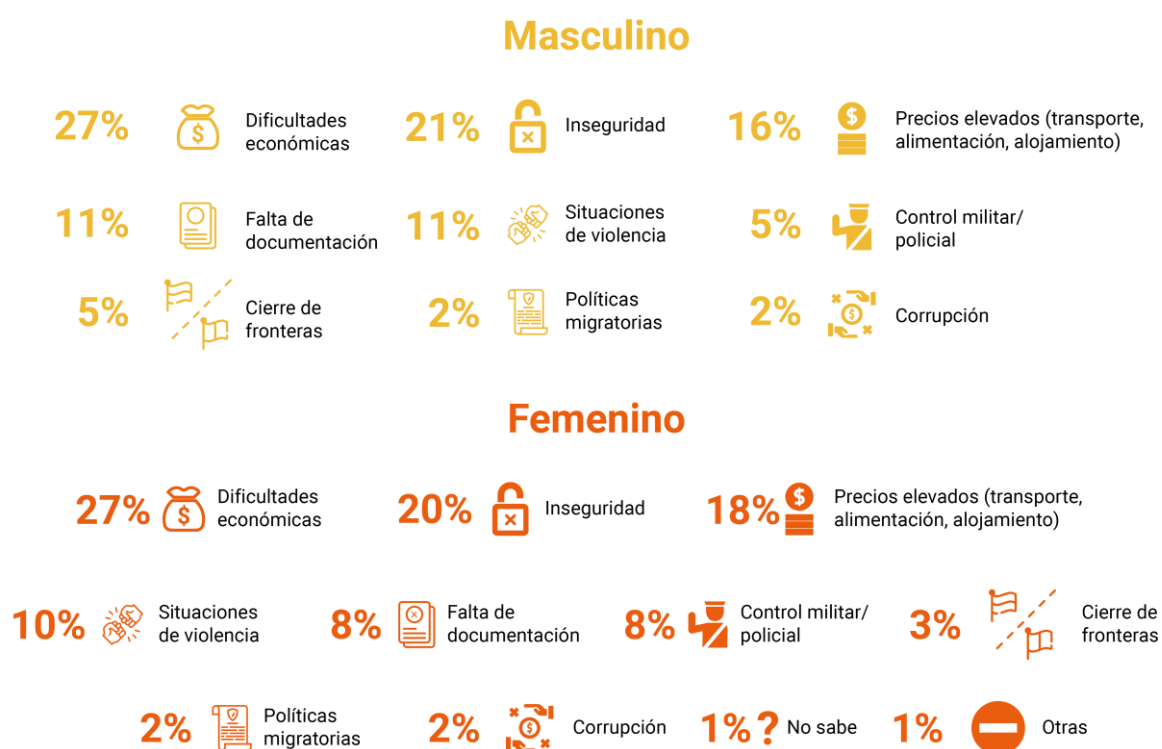 Masculino
27%
Dificultades
económicas
21%
Inseguridad
16%
$
Precios elevados (transporte,
alimentación, alojamiento)
11%
Falta de
documentación
11%
Situaciones
de violencia
5%
Control militar/
policial
5%
Cierre de
fronteras
2%
Políticas
migratorias
2%
Corrupción
Femenino
27%
Dificultades
económicas
20%
Inseguridad
18%
Precios elevados (transporte,
alimentación, alojamiento)
10%
Situaciones
de violencia
8%
Falta de
documentación
8%
Control militar/
policial
3%
Cierre de
fronteras
2%
Políticas
migratorias
2%
Corrupción
1% ? No sabe
1%
Otras